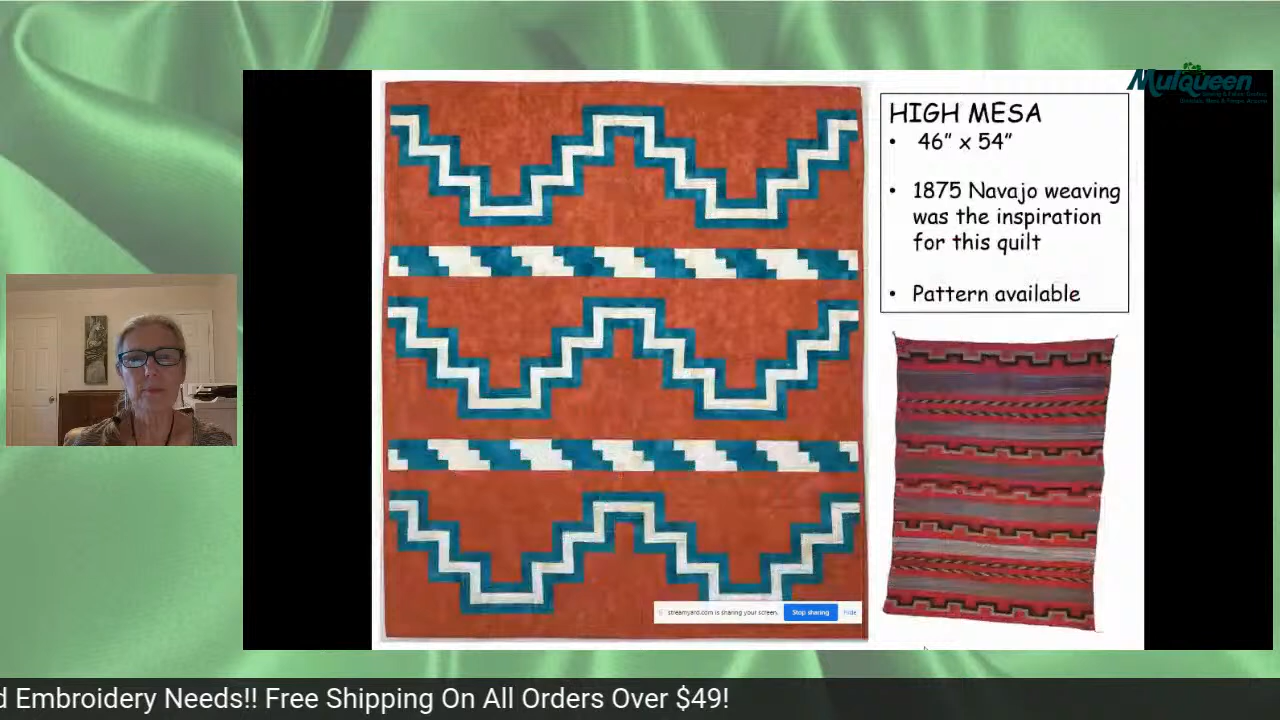 Mulqueen
HIGH MESA
• 46" x 54"
• 1875 Navajo weaving
was the inspiration
for this quilt
• Pattern available
streamyard.com is sharing your screen.
Stop sharing
Hide
d Embroidery Needs!! Free Shipping On All Orders Over $49!